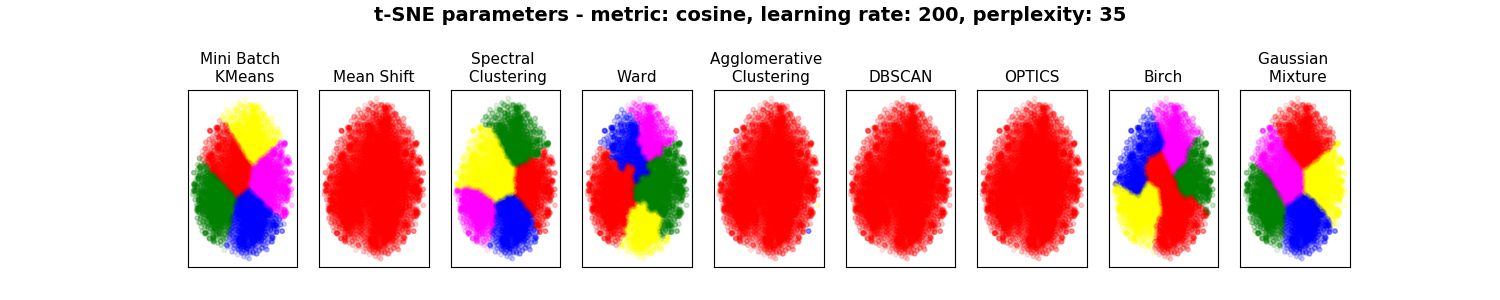 t-SNE parameters - metric: cosine, learning rate: 200, perplexity: 35
Mini Batch
KMeans
Mean Shift
Spectral
Clustering
Ward
Agglomerative
Clustering
DBSCAN
OPTICS
Birch
Gaussian
Mixture